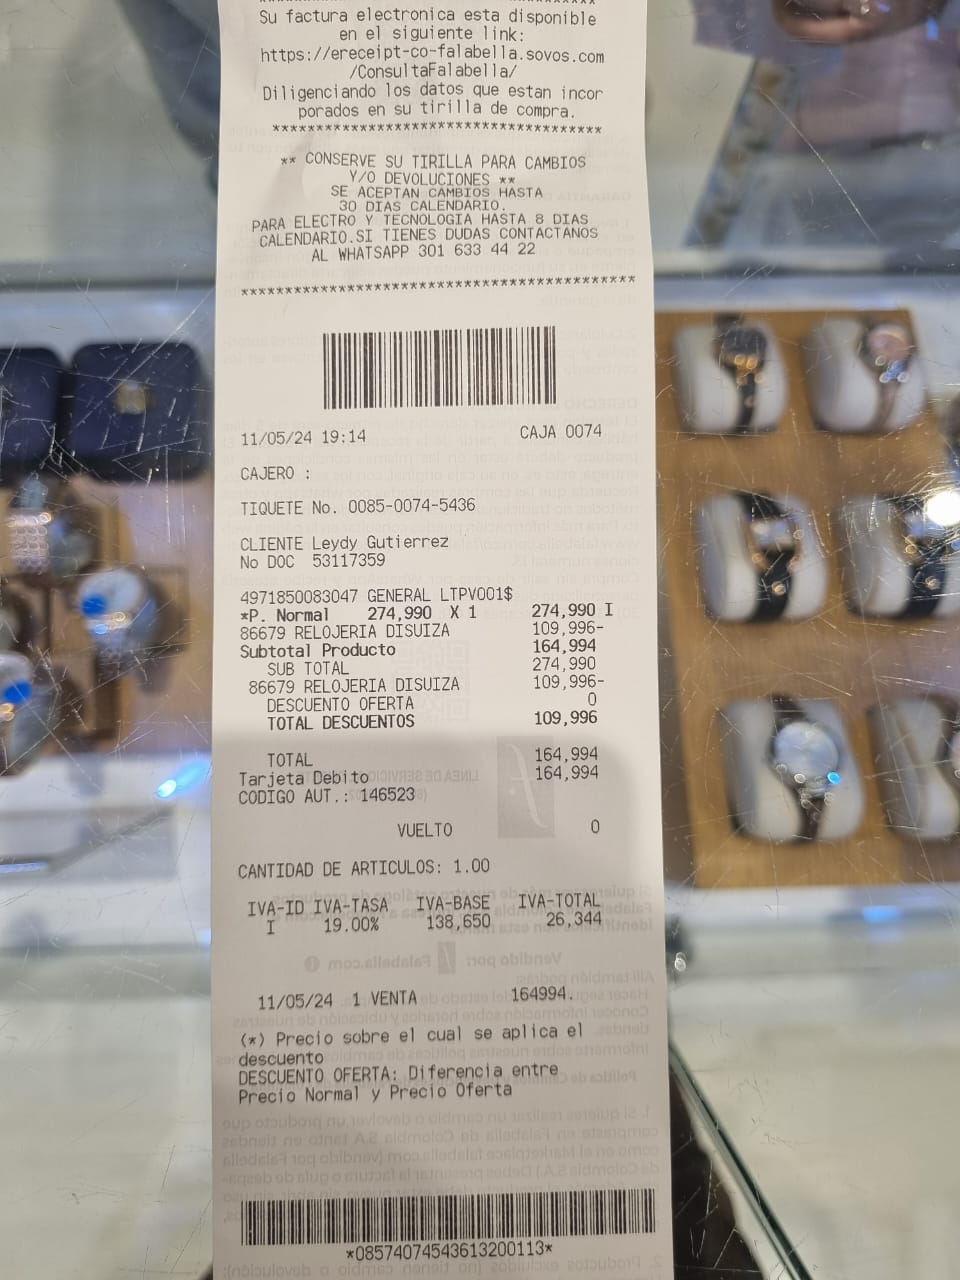 Su factura electronica esta disponible
en el siguiente link:
https://ereceipt-co-falabella.sovos.com
/ConsultaFalabella/
Diligenciando los datos que estan incor
porados en su tirilla de compra.
**************************************
** CONSERVE SU TIRILLA PARA CAMBIOS
Y/O DEVOLUCIONES **
SE ACEPTAN CAMBIOS HASTA
30 DIAS CALENDARIO.
PARA ELECTRO Y TECNOLOGIA HASTA 8 DIAS
CALENDARIO.SI TIENES DUDAS CONTACTANOS
AL WHATSAPP 301 633 44 22
********************************************
11/05/24 19:14 CAJA 0074
CAJERO :
TIQUETE No. 0085-0074-5436
CLIENTE Leydy Gutierrez
No DOC 53117359
4971850083047 GENERAL LTPV001$
*P. Normal 274,990 X 1 274,990 I
86679 RELOJERIA DISUIZA 109,996-
Subtotal Producto 164,994
SUB TOTAL 274,990
86679 RELOJERIA DISUIZA 109,996-
DESCUENTO OFERTA 0
TOTAL DESCUENTOS 109,996
TOTAL 164,994
Tarjeta Debito 164,994
CODIGO AUT.: 146523
VUELTO 0
CANTIDAD DE ARTICULOS: 1.00
IVA-ID IVA-TASA IVA-BASE IVA-TOTAL
I 19.00% 138,650 26,344
11/05/24 1 VENTA 164994.
(*) Precio sobre el cual se aplica el
descuento
DESCUENTO OFERTA: Diferencia entre
Precio Normal y Precio Oferta
*08574074543613200113*